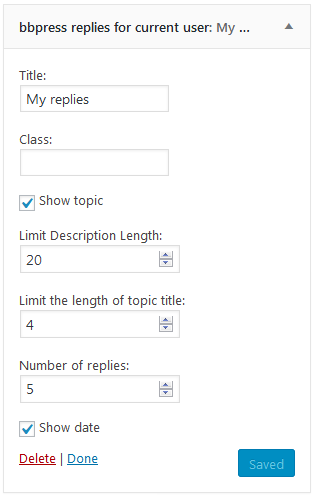 bbpress replies for current user: My ...
Title:
My replies
Class:
Show topic
Limit Description Length:
20
Limit the length of topic title:
4
Number of replies:
5
Show date
Delete | Done
Saved